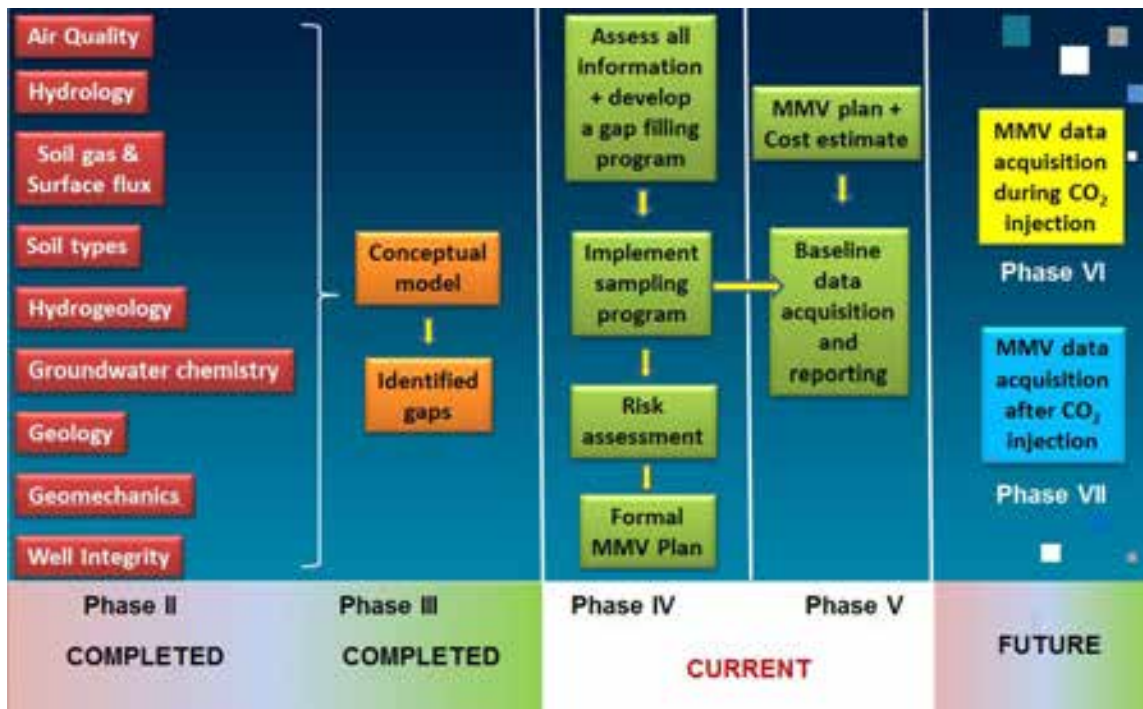 Air Quality
Hydrology
Soil gas &
Surface flux
Soil types
Hydrogeology
Groundwater chemistry
Geology
Geomechanics
Well Integrity
Phase II
COMPLETED
Conceptual
model
Identified
gaps
Phase III
COMPLETED
Assess all
information
+ develop
a gap filling
program
Implement
sampling
program
Risk
assessment
Formal
MMV Plan
Phase IV
MMV plan +
Cost estimate
Baseline
data
acquisition
and
reporting
Phase V
CURRENT
MMV data
acquisition
during CO₂
injection
Phase VI
MMV data
acquisition
after CO₂
injection
Phase VII
FUTURE